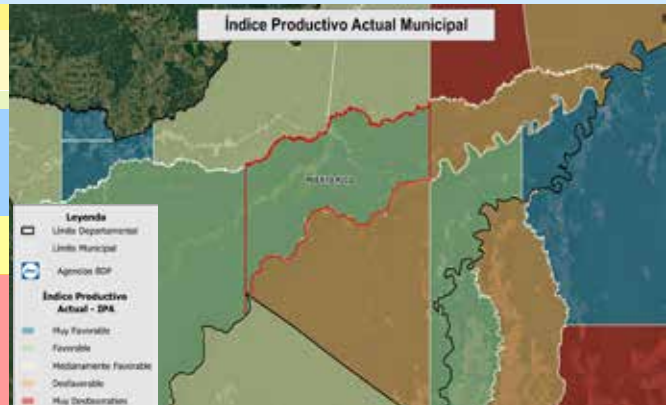 Índice Productivo Actual Municipal
Leyenda
Límite Departamental
Límite Municipal
Agencias BDP
Índice Productivo
Actual - IPA
Muy Favorable
Favorable
Medianamente Favorable
Desfavorable
Muy Desfavorable